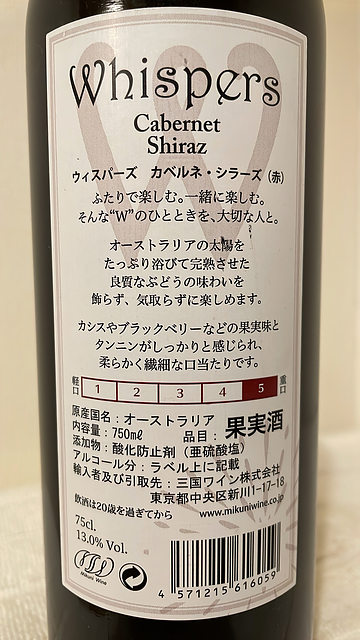 Whispers
Cabernet
Shiraz
ウィスパーズ カベルネ・シラーズ (赤)
ふたりで楽しむ。一緒に楽しむ。
そんな“W”のひとときを、大切な人と。
オーストラリアの太陽を
たっぷり浴びて完熟させた
良質なぶどうの味わいを
飾らず、気取らずに楽しめます。
カシスやブラックベリーなどの果実味と
タンニンがしっかりと感じられ、
柔らかく繊細な口当たりです。
軽口 1 2 3 4 5 重口
原産国名:オーストラリア
内容量:750mℓ 品目:果実酒
添加物:酸化防止剤(亜硫酸塩)
アルコール分:ラベル上に記載
輸入者及び引取先:三国ワイン株式会社
東京都中央区新川1-17-18
飲酒は20歳を過ぎてから www.mikuniwine.co.jp
75cl.
13.0% Vol.
Mikuni Wine
4 571215 616059